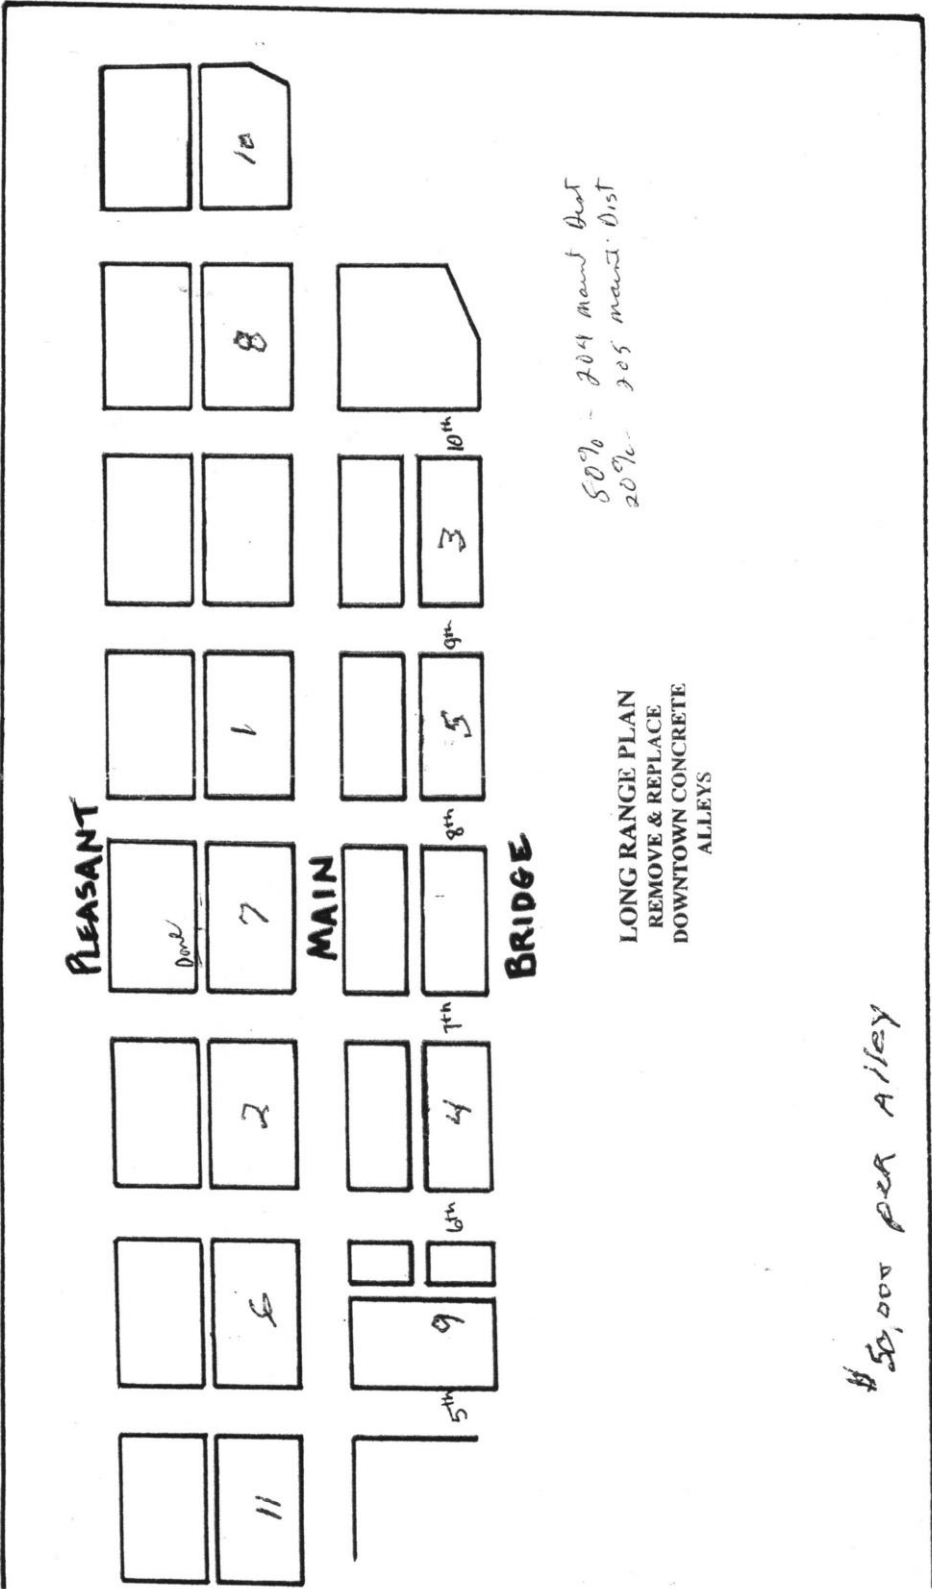 PLEASANT
Done
11
6
2
7
1
8
10
MAIN
9
4
5
3
5th
6th
7th
8th
9th
10th
BRIDGE
80% - 204 maint Dist
20% - 205 maint. Dist
LONG RANGE PLAN
REMOVE & REPLACE
DOWNTOWN CONCRETE
ALLEYS
$50,000 per Alley